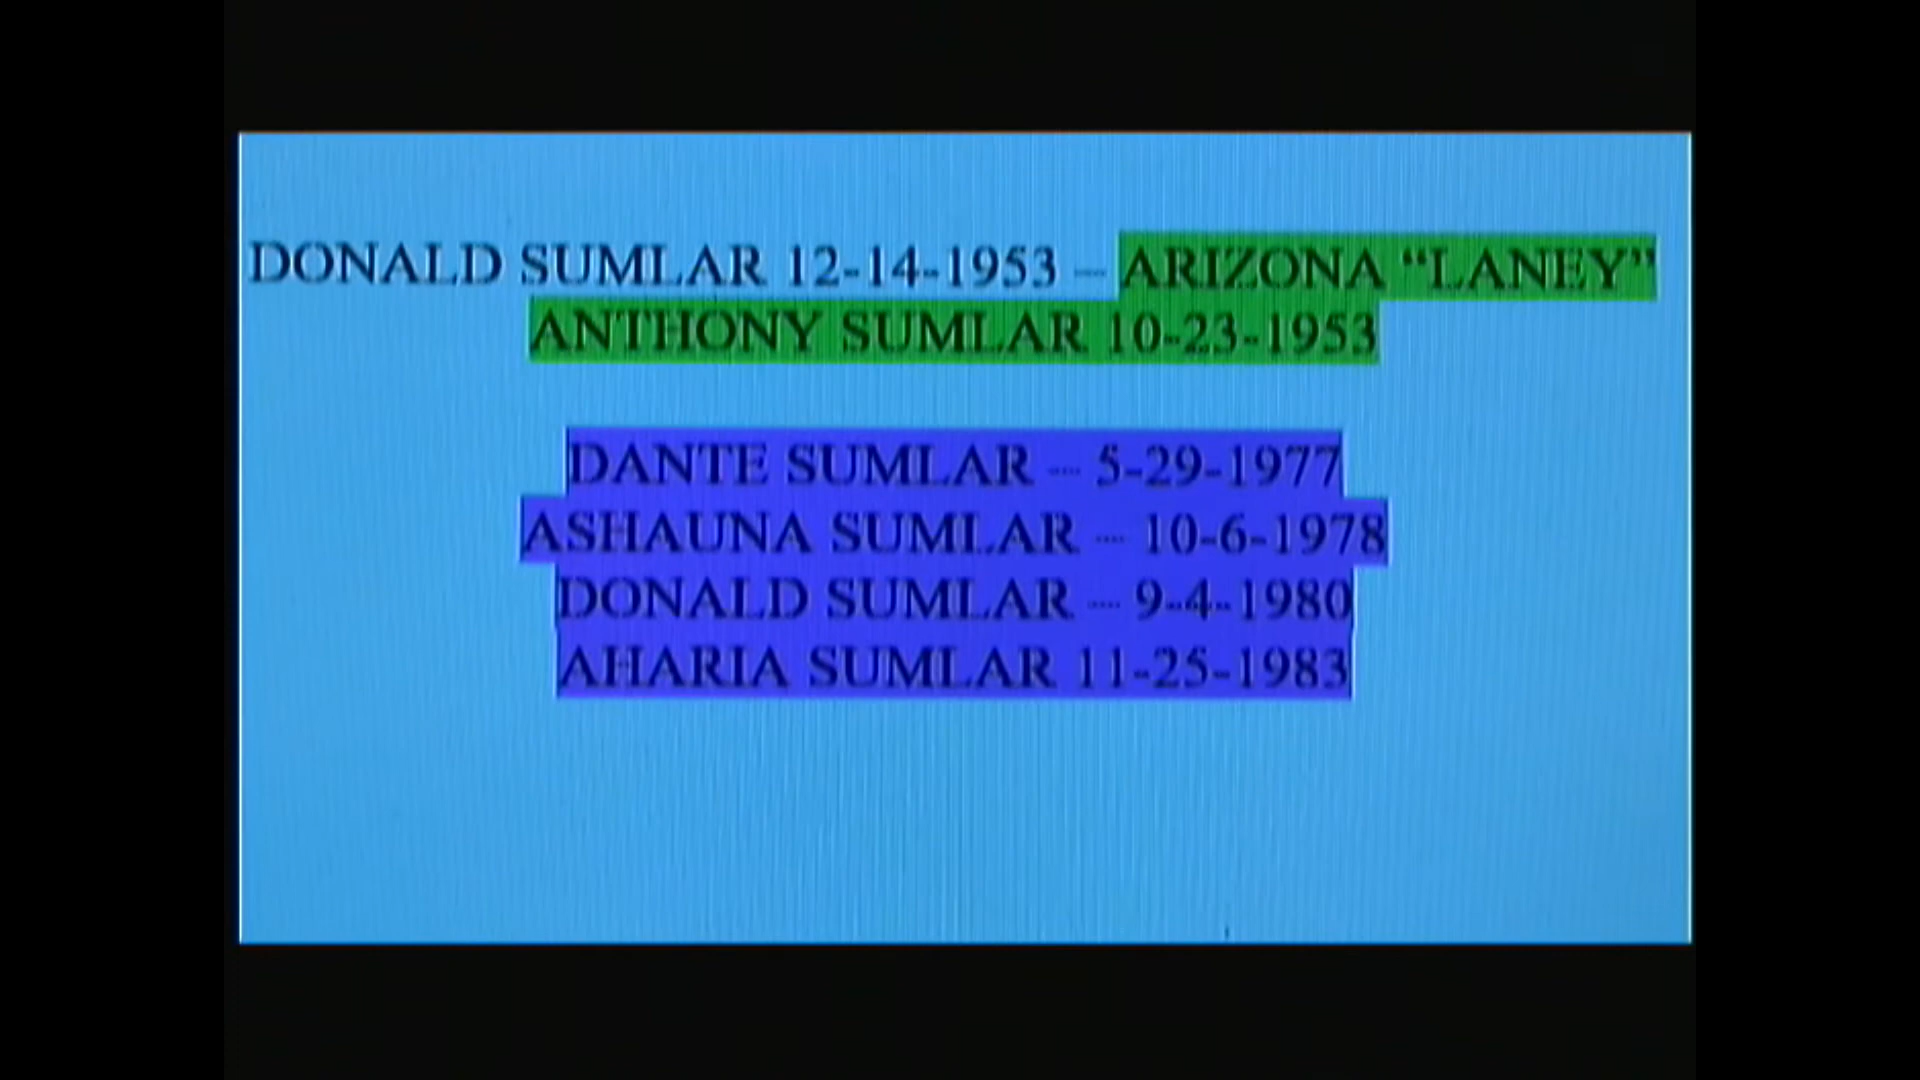 DONALD SUMLAR 12-14-1953 – ARIZONA “LANEY”
ANTHONY SUMLAR 10-23-1953
DANTE SUMLAR – 5-29-1977
ASHAUNA SUMLAR – 10-6-1978
DONALD SUMLAR – 9-4-1980
AHARIA SUMLAR 11-25-1983